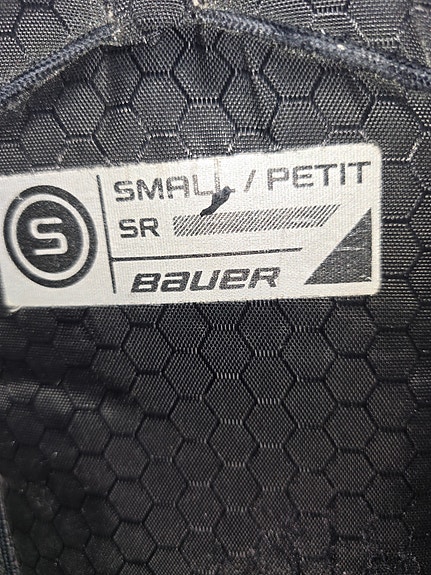 S
SMALL / PETIT
SR
BAUER